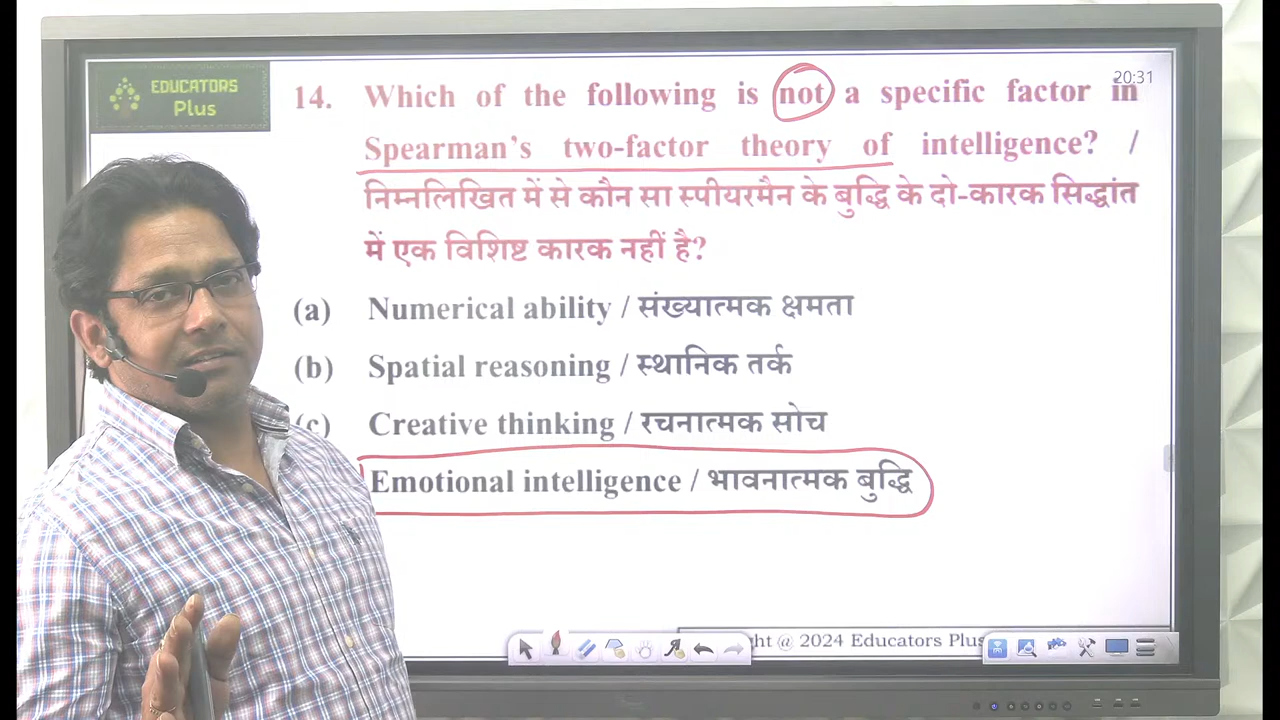 EDUCATORS
Plus
20:31
14. Which of the following is not a specific factor in
Spearman's two-factor theory of intelligence? /
निम्नलिखित में से कौन सा स्पीयरमैन के बुद्धि के दो-कारक सिद्धांत
में एक विशिष्ट कारक नहीं है?
(a) Numerical ability / संख्यात्मक क्षमता
(b) Spatial reasoning / स्थानिक तर्क
(c) Creative thinking / रचनात्मक सोच
Emotional intelligence / भावनात्मक बुद्धि
ght @ 2024 Educators Plus